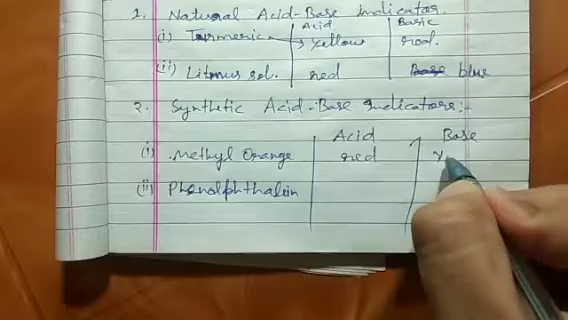 1. Natural Acid-Base Indicator.
Acid Basic
(i) Turmeric → yellow red.
(ii) Litmus sol. red blue
2. Synthetic Acid-Base Indicators:-
Acid Base
(i) Methyl Orange red Y
(ii) Phenolphthalein